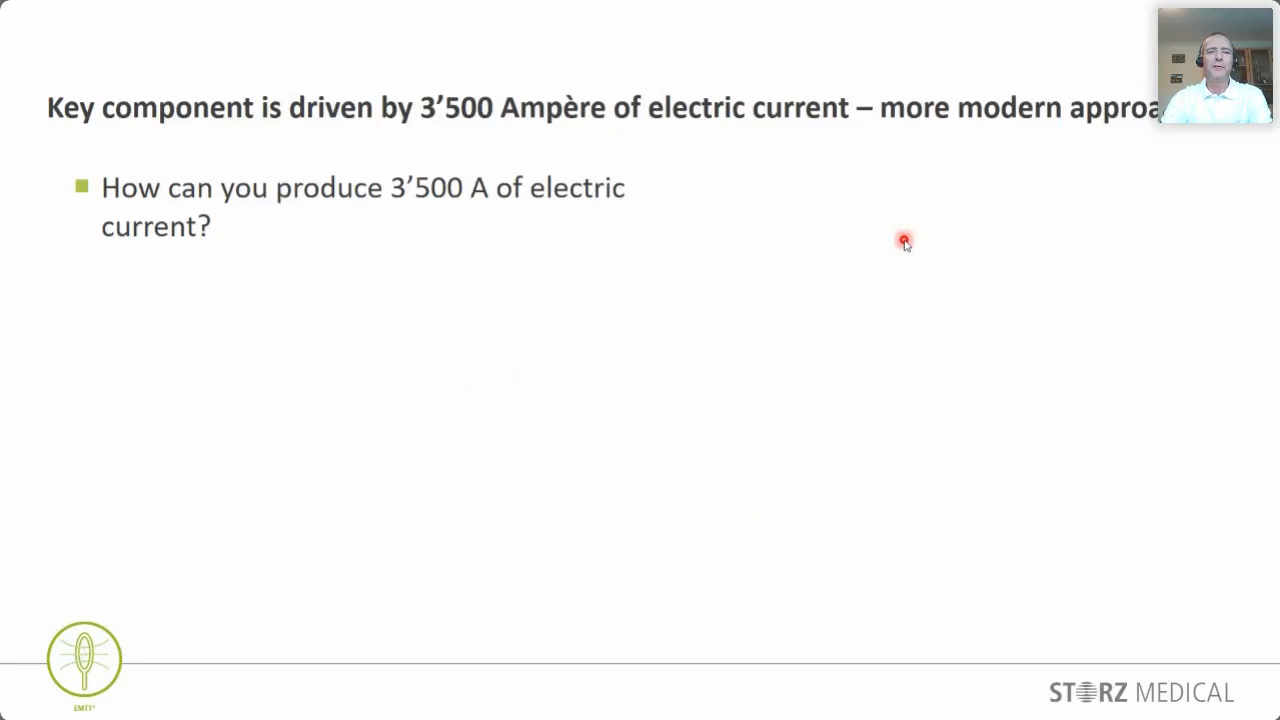 Key component is driven by 3’500 Ampère of electric current – more modern approa
How can you produce 3’500 A of electric
current?
EMTT®
STORZ MEDICAL